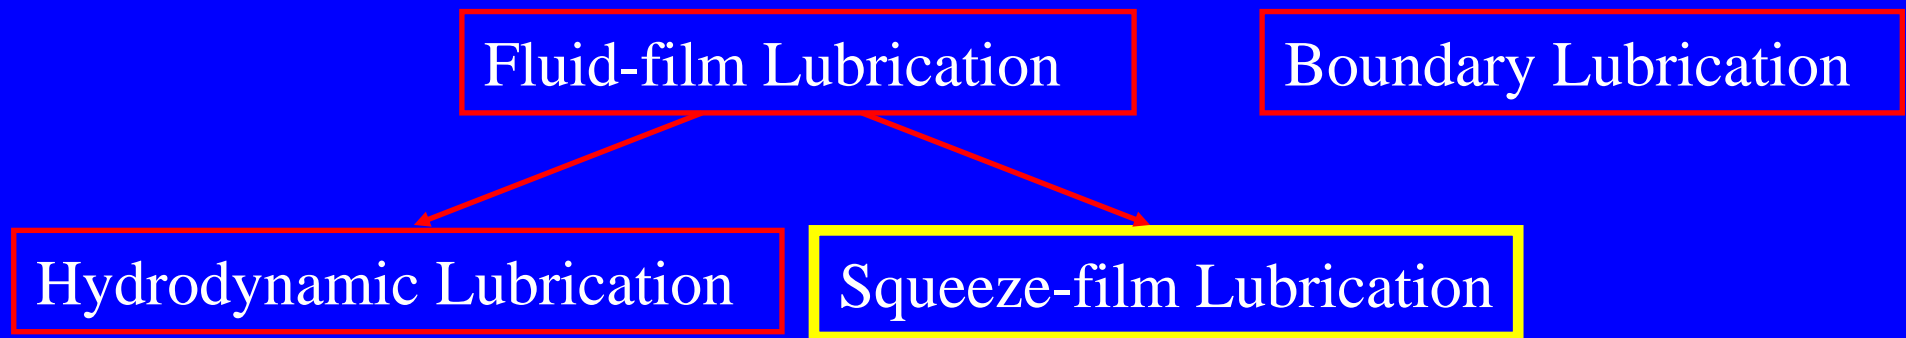 Fluid-film Lubrication
Boundary Lubrication
Hydrodynamic Lubrication
Squeeze-film Lubrication